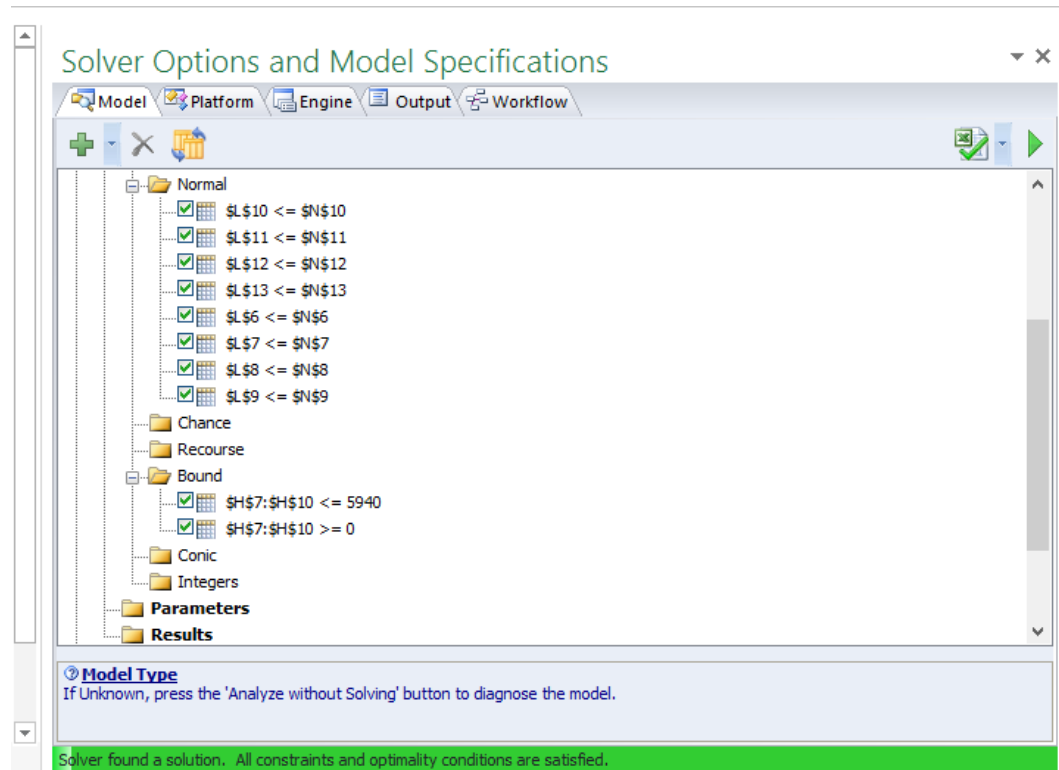 Solver Options and Model Specifications
Model Platform Engine Output Workflow
Normal
$L$10 <= $N$10
$L$11 <= $N$11
$L$12 <= $N$12
$L$13 <= $N$13
$L$6 <= $N$6
$L$7 <= $N$7
$L$8 <= $N$8
$L$9 <= $N$9
Chance
Recourse
Bound
$H$7:$H$10 <= 5940
$H$7:$H$10 >= 0
Conic
Integers
Parameters
Results
Model Type
If Unknown, press the 'Analyze without Solving' button to diagnose the model.
Solver found a solution. All constraints and optimality conditions are satisfied.